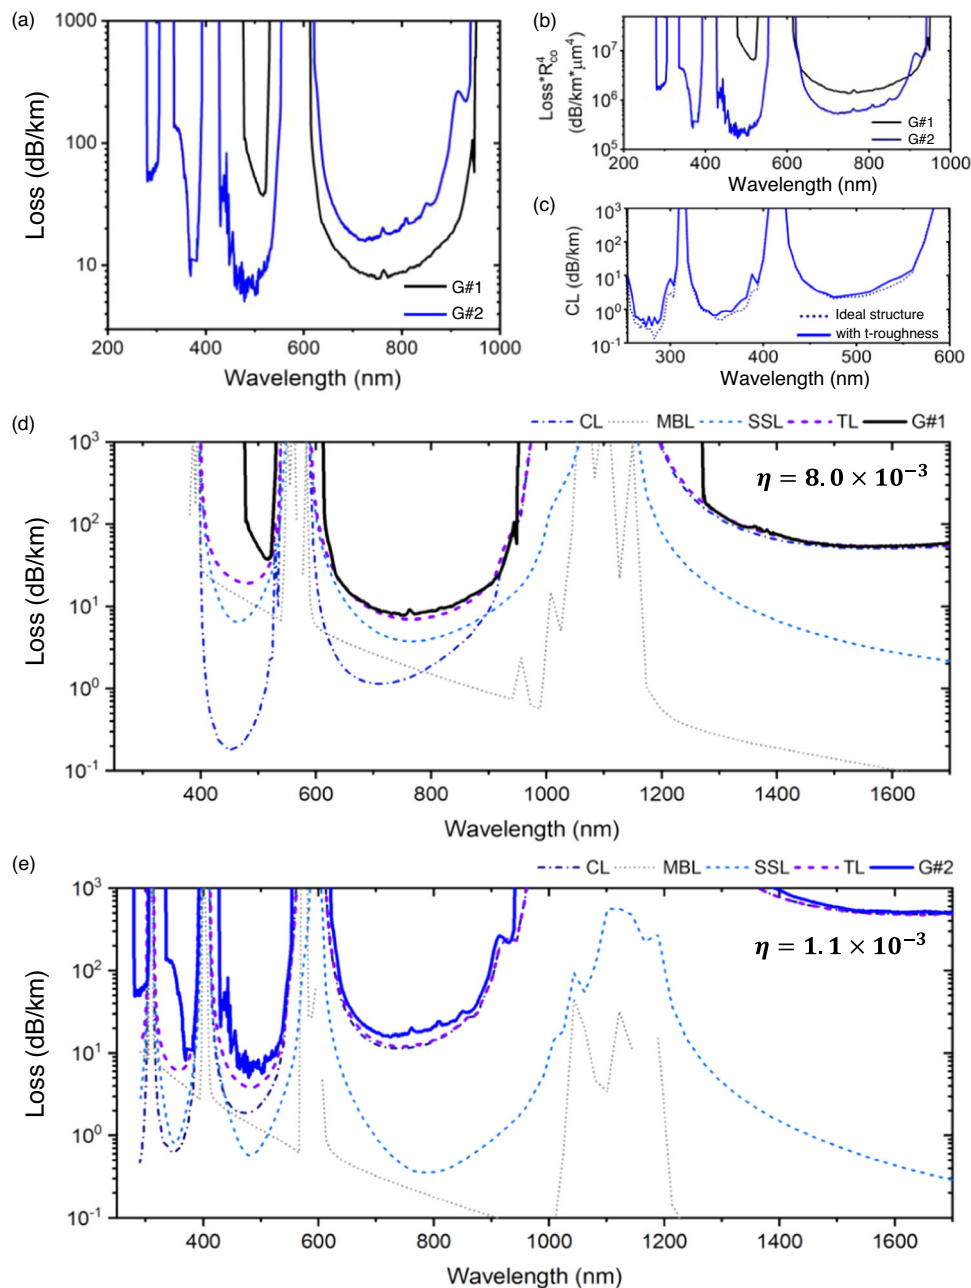 (a)
1000
100
10
Loss (dB/km)
G#1
G#2
200 400 600 800 1000
Wavelength (nm)
(b)
10⁷
10⁶
10⁵
Loss*R⁴co
(dB/km*μm⁴)
G#1
G#2
200 400 600 800 1000
Wavelength (nm)
(c)
10³
10²
10¹
10⁰
10⁻¹
CL (dB/km)
Ideal structure
with t-roughness
300 400 500 600
Wavelength (nm)
(d)
CL MBL SSL TL G#1
10³
10²
10¹
10⁰
10⁻¹
Loss (dB/km)
η = 8.0 × 10⁻³
400 600 800 1000 1200 1400 1600
Wavelength (nm)
(e)
CL MBL SSL TL G#2
10³
10²
10¹
10⁰
10⁻¹
Loss (dB/km)
η = 1.1 × 10⁻³
400 600 800 1000 1200 1400 1600
Wavelength (nm)